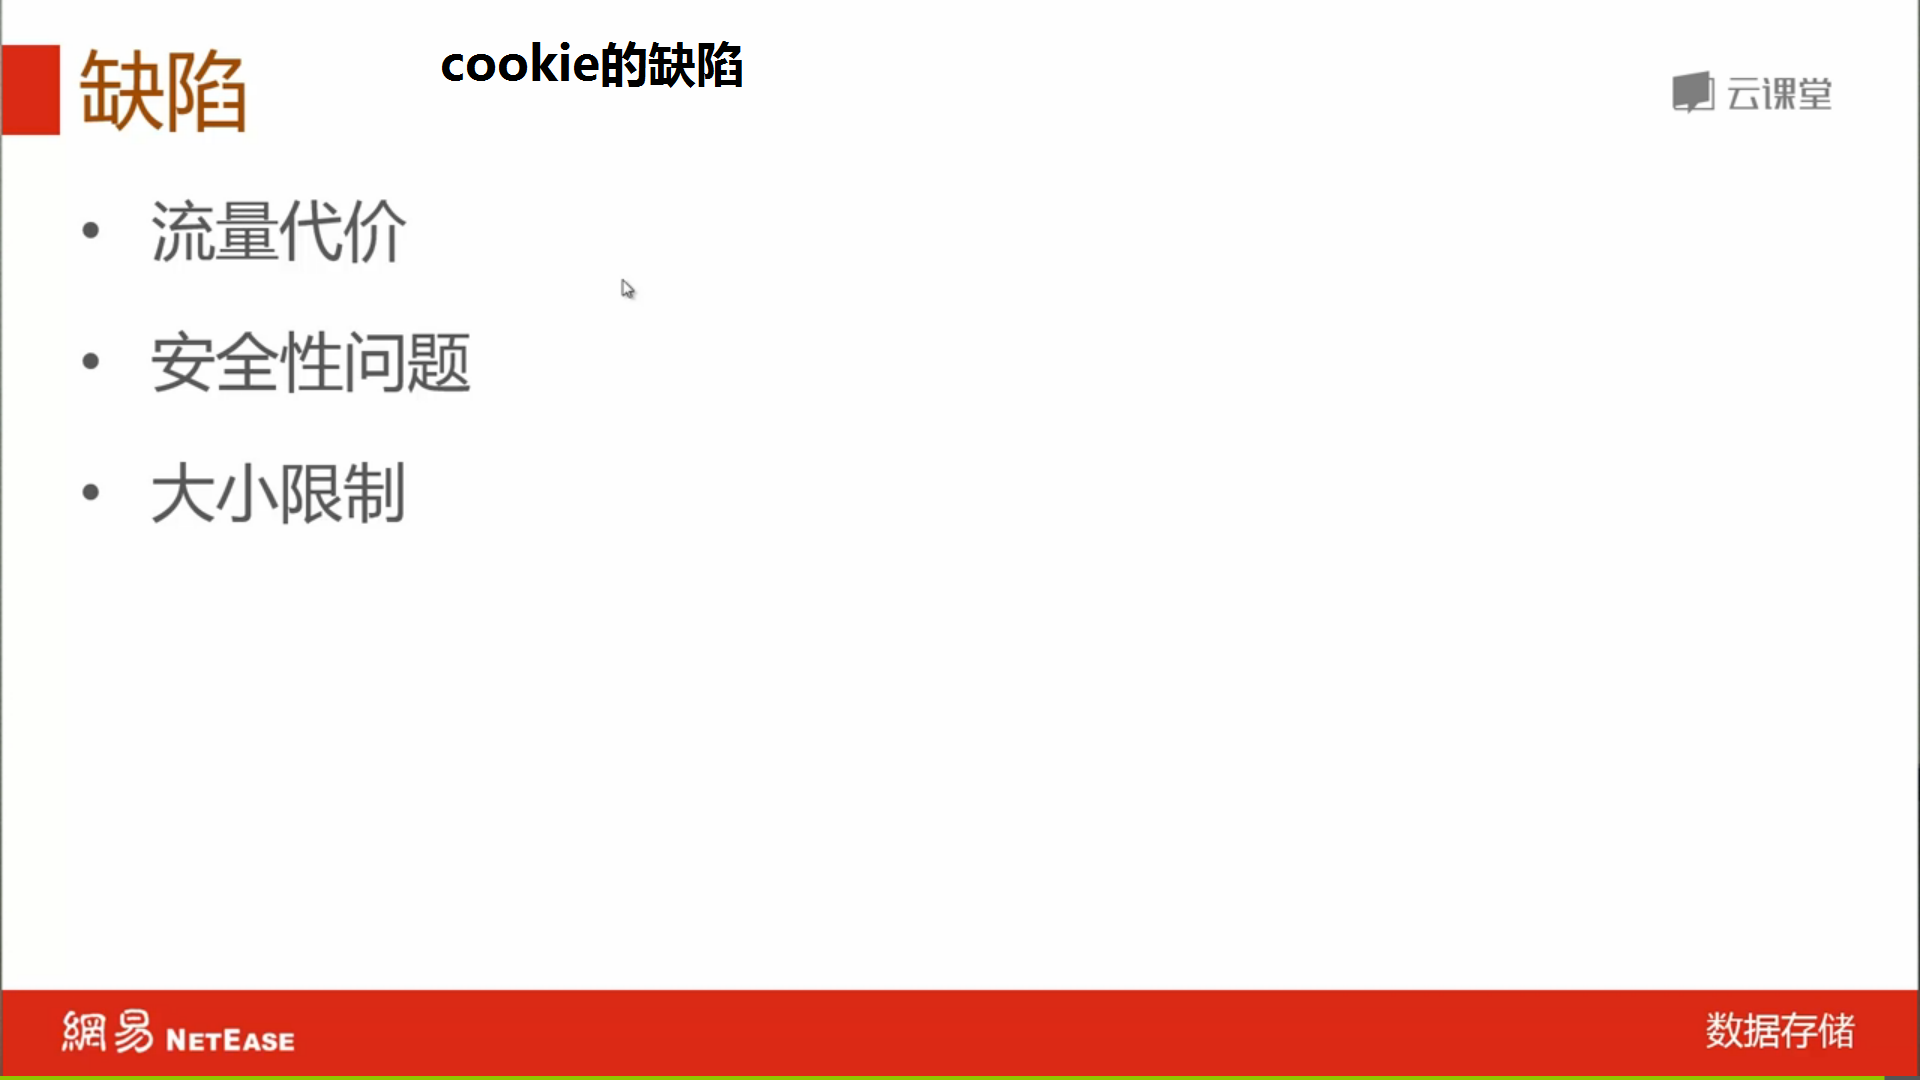 缺陷
cookie的缺陷
云课堂
• 流量代价
• 安全性问题
• 大小限制
網易 NETEASE
数据存储